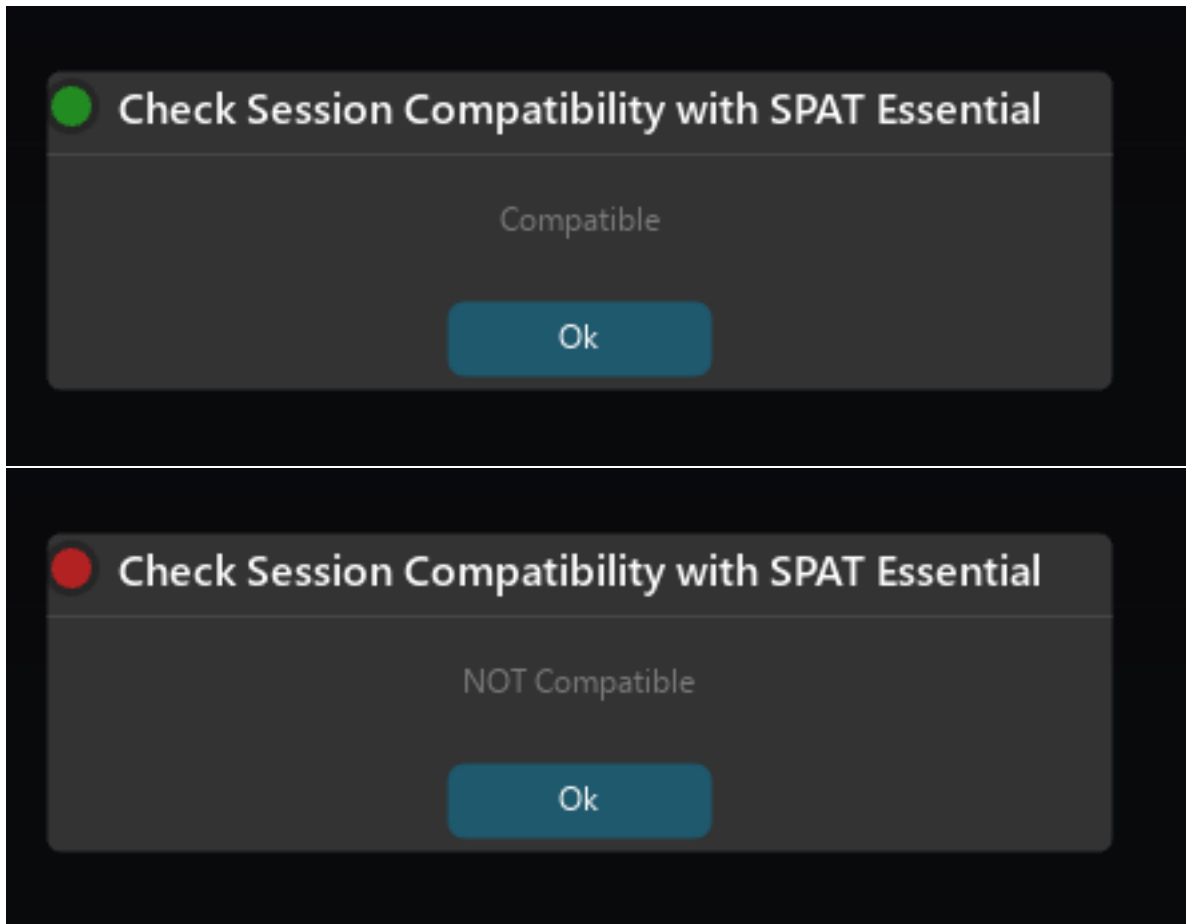 Check Session Compatibility with SPAT Essential
Compatible
Ok
Check Session Compatibility with SPAT Essential
NOT Compatible
Ok